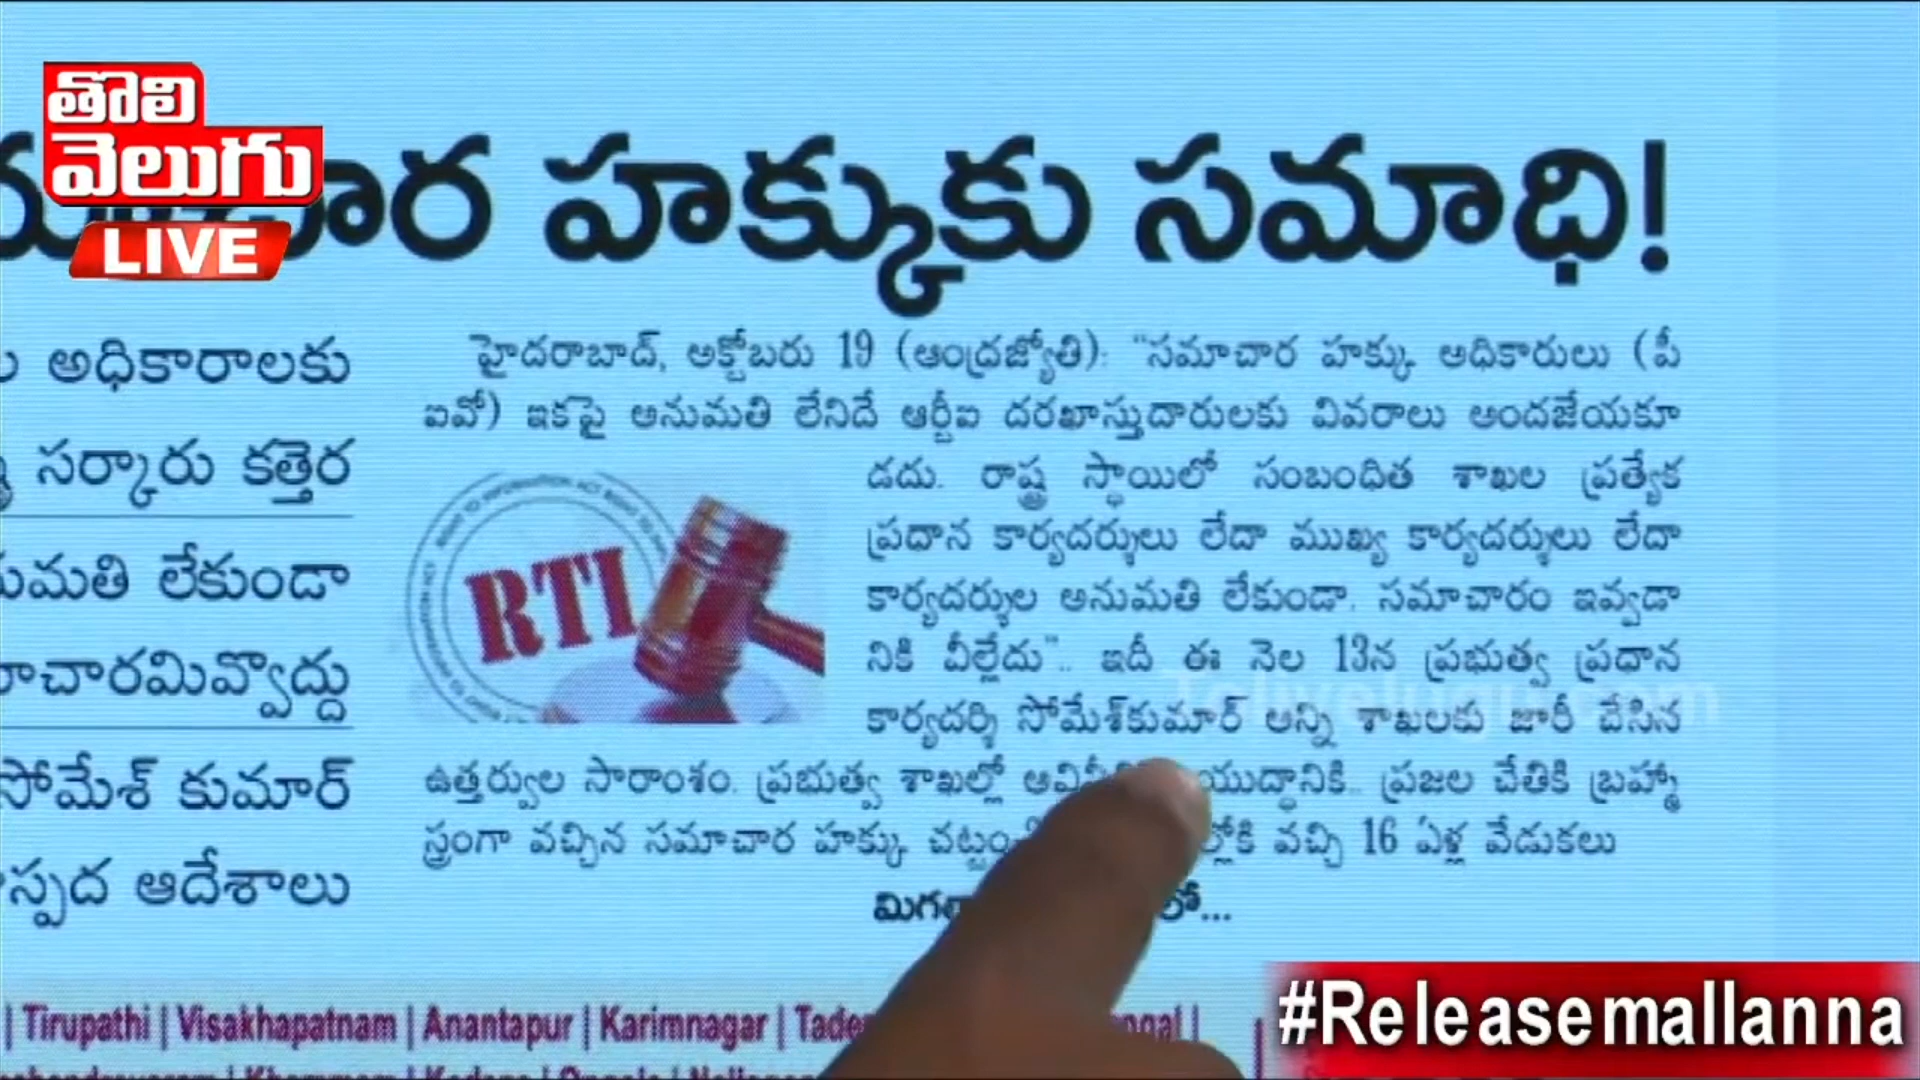 తొలి
వెలుగు
LIVE
చార హక్కుకు సమాధి!
అధికారాలకు
సర్కారు కత్తెర
లేకుండా
సోమేశ్ కుమార్
ఆదేశాలు
హైదరాబాద్, అక్టోబరు 19 (ఆంధ్రజ్యోతి): "సమాచార హక్కు అధికారులు (పీ
ఐవో) ఇకపై అనుమతి లేనిదే ఆర్టీఐ దరఖాస్తుదారులకు వివరాలు అందజేయకూ
డదు. రాష్ట్ర స్థాయిలో సంబంధిత శాఖల ప్రత్యేక
ప్రధాన కార్యదర్శులు లేదా ముఖ్య కార్యదర్శులు లేదా
కార్యదర్శుల అనుమతి లేకుండా. సమాచారం ఇవ్వడా
నికి వీల్లేదు".. ఇదీ ఈ నెల 13న ప్రభుత్వ ప్రధాన
కార్యదర్శి సోమేశ్‌కుమార్ అన్ని శాఖలకు జారీ చేసిన
ఉత్తర్వుల సారాంశం. ప్రభుత్వ శాఖల్లో యుద్ధానికి.. ప్రజల చేతికి బ్రహ్మా
స్త్రంగా వచ్చిన సమాచార హక్కు వచ్చి 16 ఏళ్ల వేడుకలు
RTI
Tolivelugu.com
| Tirupathi | Visakhapatnam | Anantapur | Karimnagar |
#Releasemallanna